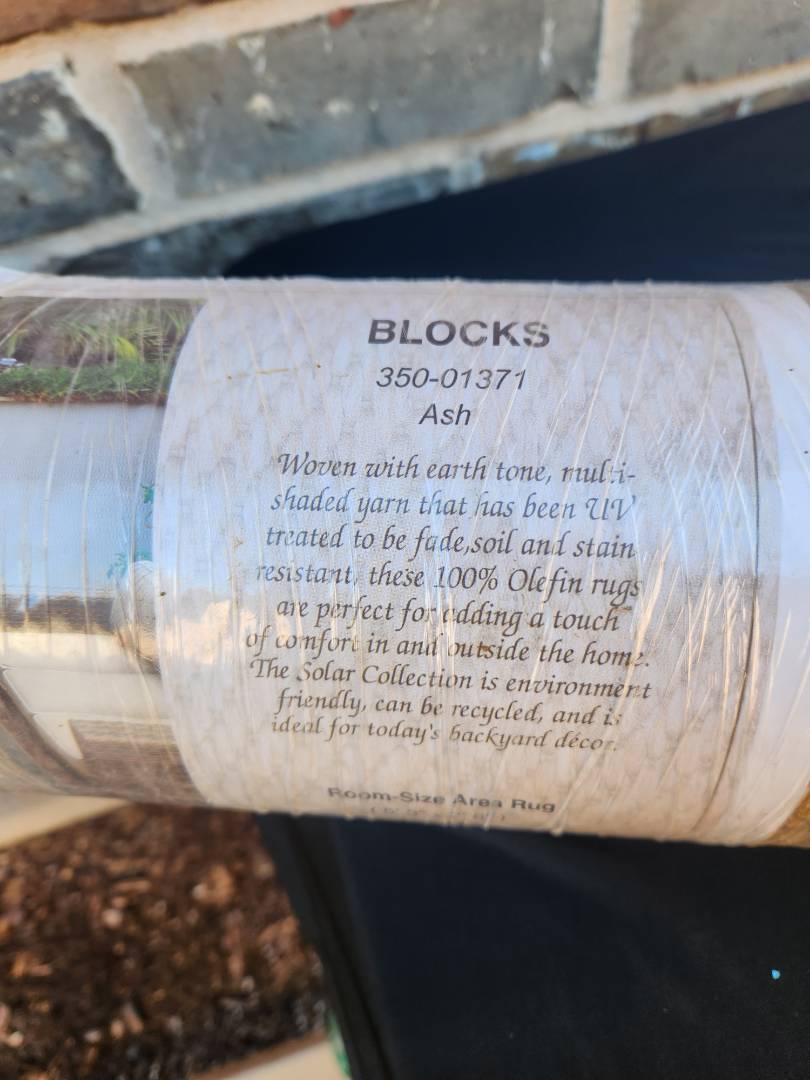 BLOCKS
350-01371
Ash
Woven with earth tone, multi-
shaded yarn that has been UV
treated to be fade,soil and stain
resistant, these 100% Olefin rugs
are perfect for adding a touch
of comfort in and outside the home.
The Solar Collection is environment
friendly, can be recycled, and is
ideal for today's backyard décor.
Room-Size Area Rug